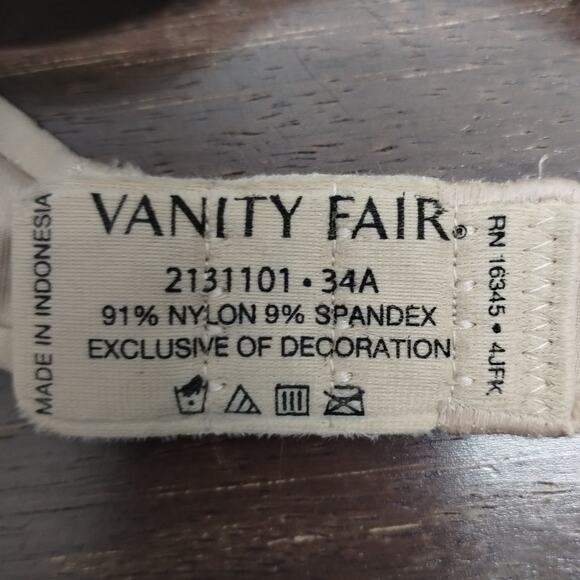 MADE IN INDONESIA
VANITY FAIR®
2131101 • 34A
91% NYLON 9% SPANDEX
EXCLUSIVE OF DECORATION
RN 16345 • 4JFK